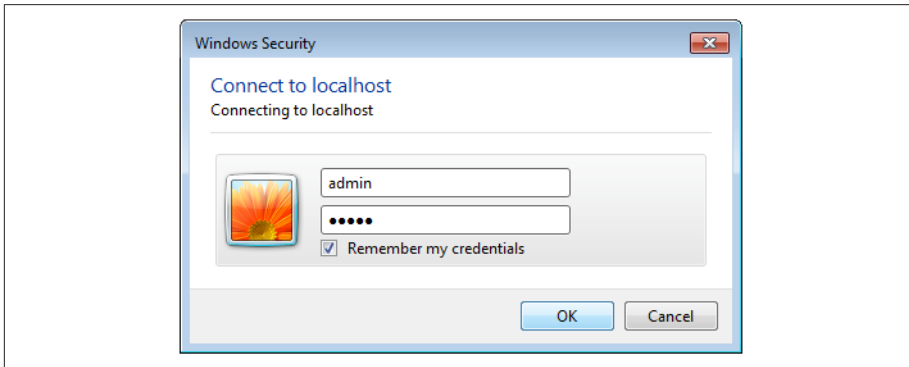 Windows Security
Connect to localhost
Connecting to localhost
admin
●●●●●
Remember my credentials
OK
Cancel